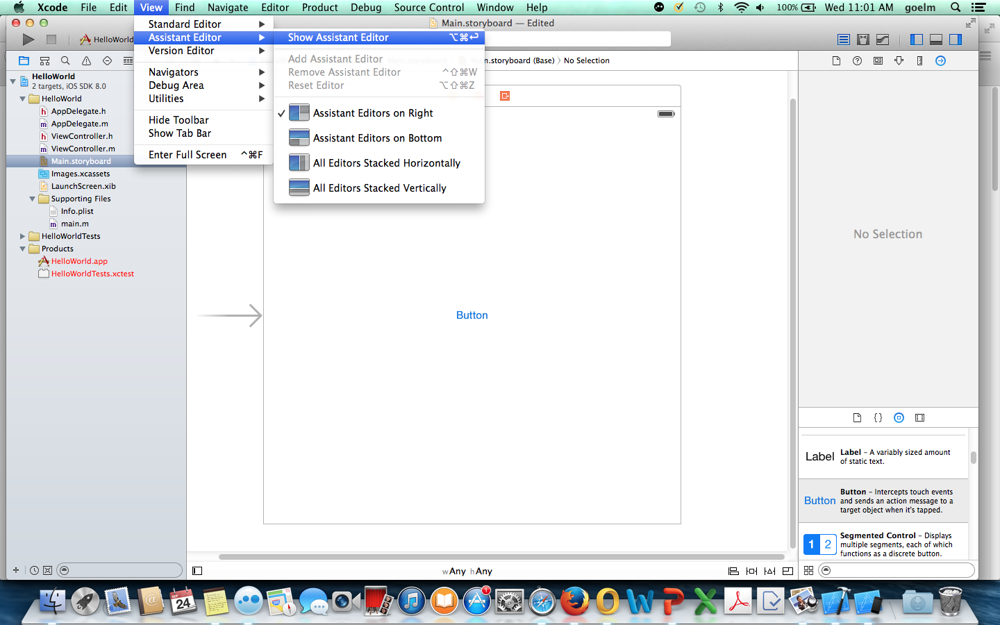 Xcode File Edit View Find Navigate Editor Product Debug Source Control Window Help
100% Wed 11:01 AM goelm
Main.storyboard — Edited
HelloWorld
Standard Editor
Assistant Editor
Version Editor
Navigators
Debug Area
Utilities
Hide Toolbar
Show Tab Bar
Enter Full Screen ^⌘F
Show Assistant Editor ⌥⌘↩
Add Assistant Editor
Remove Assistant Editor ^⇧⌘W
Reset Editor ⌥⇧⌘Z
✓ Assistant Editors on Right
Assistant Editors on Bottom
All Editors Stacked Horizontally
All Editors Stacked Vertically
.storyboard (Base) 〉 No Selection
HelloWorld
2 targets, iOS SDK 8.0
HelloWorld
h AppDelegate.h
m AppDelegate.m
h ViewController.h
m ViewController.m
Main.storyboard
Images.xcassets
LaunchScreen.xib
Supporting Files
Info.plist
m main.m
HelloWorldTests
Products
HelloWorld.app
HelloWorldTests.xctest
Button
wAny hAny
No Selection
{}
Label
Label – A variably sized amount
of static text.
Button
Button – Intercepts touch events
and sends an action message to a
target object when it's tapped.
1 2
Segmented Control – Displays
multiple segments, each of which
functions as a discrete button.
SEP
24
1